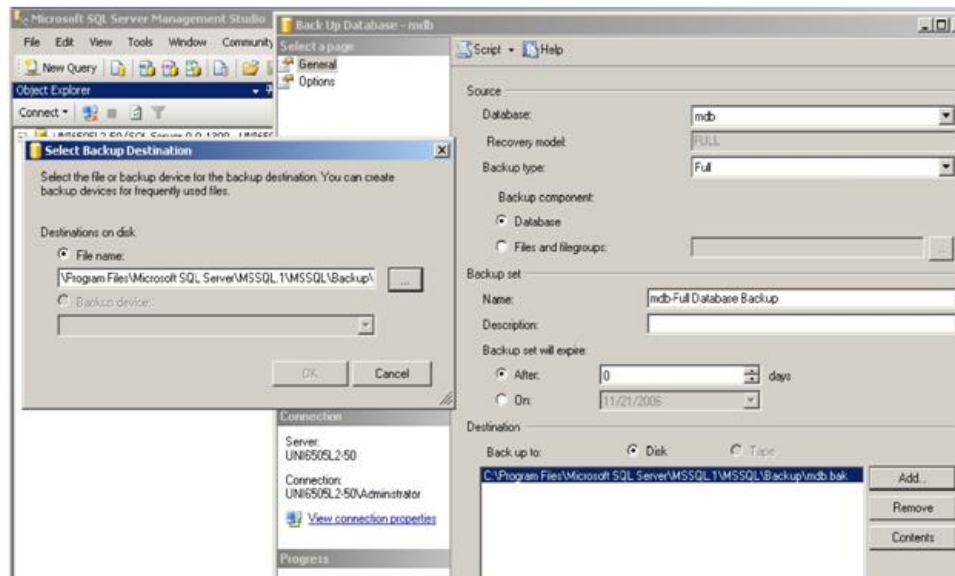 Microsoft SQL Server Management Studio
File Edit View Tools Window Community
New Query
Object Explorer
Connect
Back Up Database - mdb
Select a page
General
Options
Script Help
Source
Database: mdb
Recovery model: FULL
Backup type: Full
Backup component:
Database
Files and filegroups:
...
Backup set
Name: mdb-Full Database Backup
Description:
Backup set will expire:
After: 0 days
On: 11/21/2006
Destination
Back up to: Disk Tape
C:\Program Files\Microsoft SQL Server\MSSQL.1\MSSQL\Backup\mdb.bak
Add...
Remove
Contents
Select Backup Destination
Select the file or backup device for the backup destination. You can create
backup devices for frequently used files.
Destinations on disk
File name:
\Program Files\Microsoft SQL Server\MSSQL.1\MSSQL\Backup\
...
Backup device:
OK Cancel
Connection
Server:
UNI6505L2-50
Connection:
UNI6505L2-50\Adminstrator
View connection properties
Progress